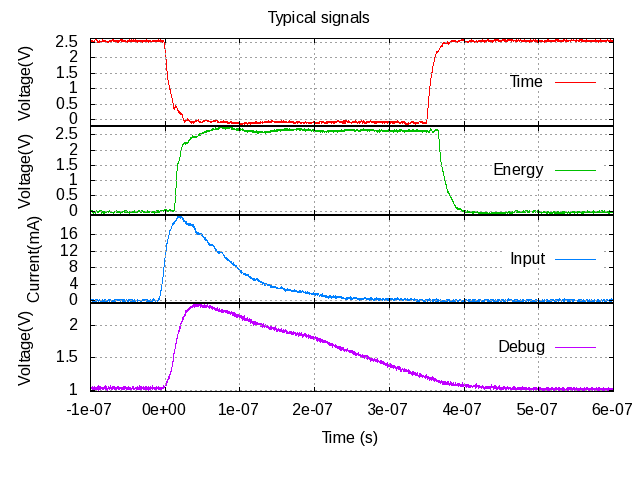 Typical signals
Voltage(V)
2.5
2
1.5
1
0.5
0
Time
Voltage(V)
2.5
2
1.5
1
0.5
0
Energy
Current(mA)
16
12
8
4
0
Input
Voltage(V)
2
1.5
1
Debug
-1e-07 0e+00 1e-07 2e-07 3e-07 4e-07 5e-07 6e-07
Time (s)